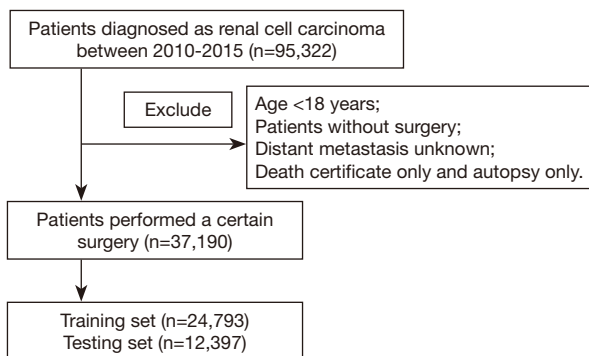 Patients diagnosed as renal cell carcinoma
between 2010-2015 (n=95,322)
Exclude
Age <18 years;
Patients without surgery;
Distant metastasis unknown;
Death certificate only and autopsy only.
Patients performed a certain
surgery (n=37,190)
Training set (n=24,793)
Testing set (n=12,397)